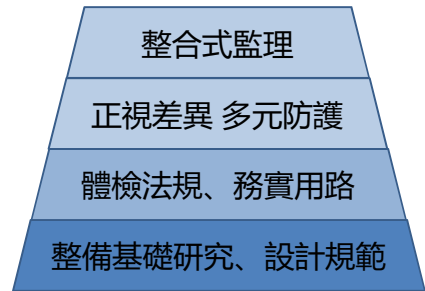 整合式監理
正視差異 多元防護
體檢法規、務實用路
整備基礎研究、設計規範